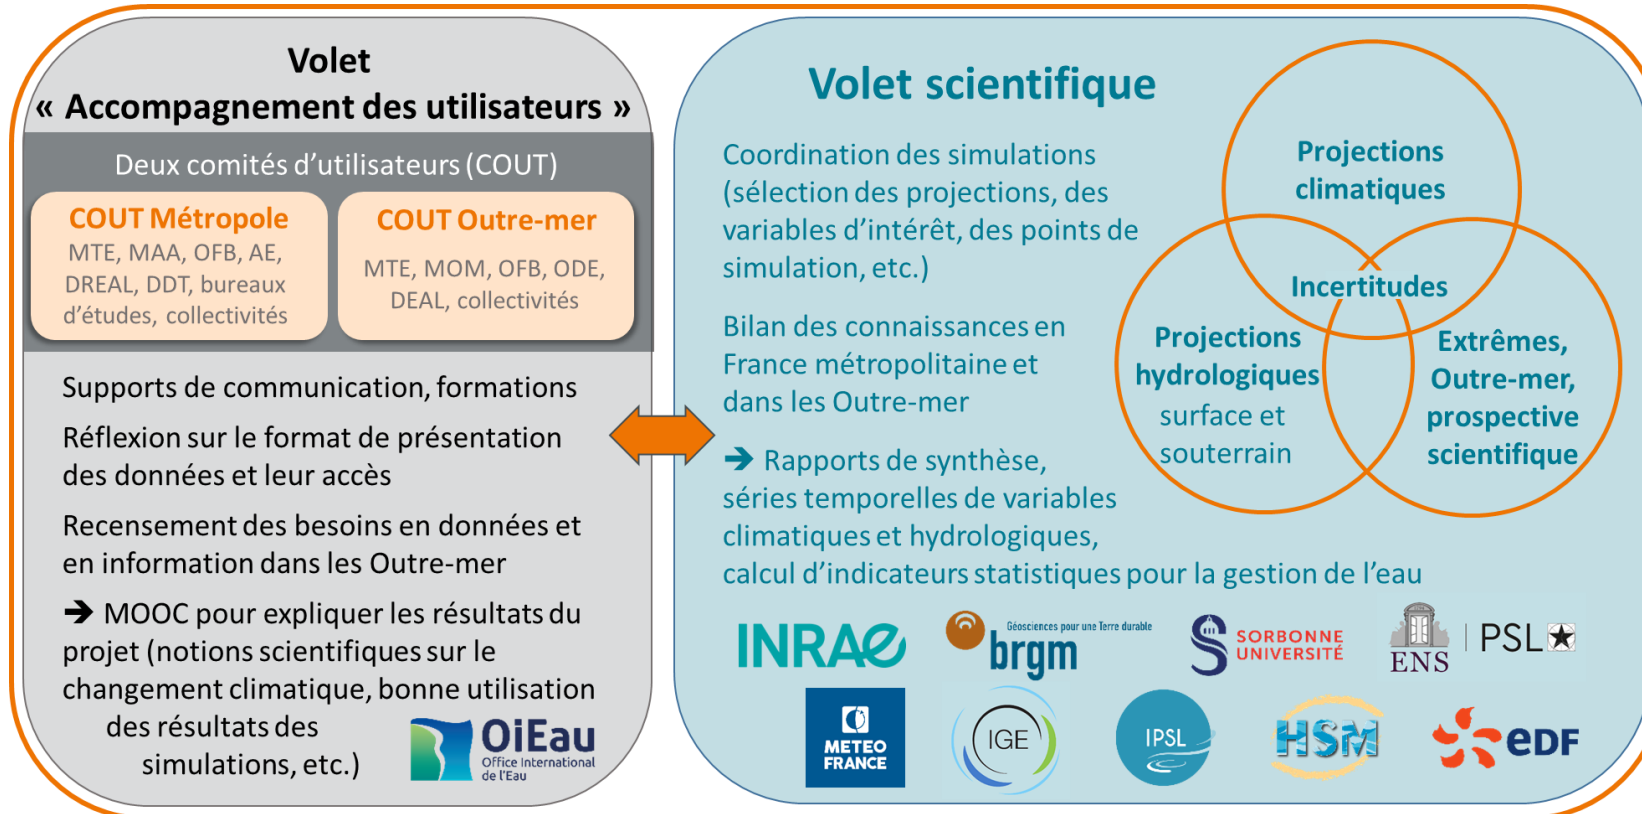 Volet
« Accompagnement des utilisateurs »
Deux comités d’utilisateurs (COUT)
COUT Métropole
MTE, MAA, OFB, AE,
DREAL, DDT, bureaux
d’études, collectivités
COUT Outre-mer
MTE, MOM, OFB, ODE,
DEAL, collectivités
Supports de communication, formations
Réflexion sur le format de présentation
des données et leur accès
Recensement des besoins en données et
en information dans les Outre-mer
➔ MOOC pour expliquer les résultats du
projet (notions scientifiques sur le
changement climatique, bonne utilisation
des résultats des
simulations, etc.)
OiEau
Office International
de l’Eau
Volet scientifique
Coordination des simulations
(sélection des projections, des
variables d’intérêt, des points de
simulation, etc.)
Bilan des connaissances en
France métropolitaine et
dans les Outre-mer
➔ Rapports de synthèse,
séries temporelles de variables
climatiques et hydrologiques,
calcul d’indicateurs statistiques pour la gestion de l’eau
Projections
climatiques
Incertitudes
Projections
hydrologiques
surface et
souterrain
Extrêmes,
Outre-mer,
prospective
scientifique
INRAE
Géosciences pour une Terre durable
brgm
SORBONNE
UNIVERSITÉ
ENS
PSL
METEO
FRANCE
IGE
IPSL
HSM
eDF